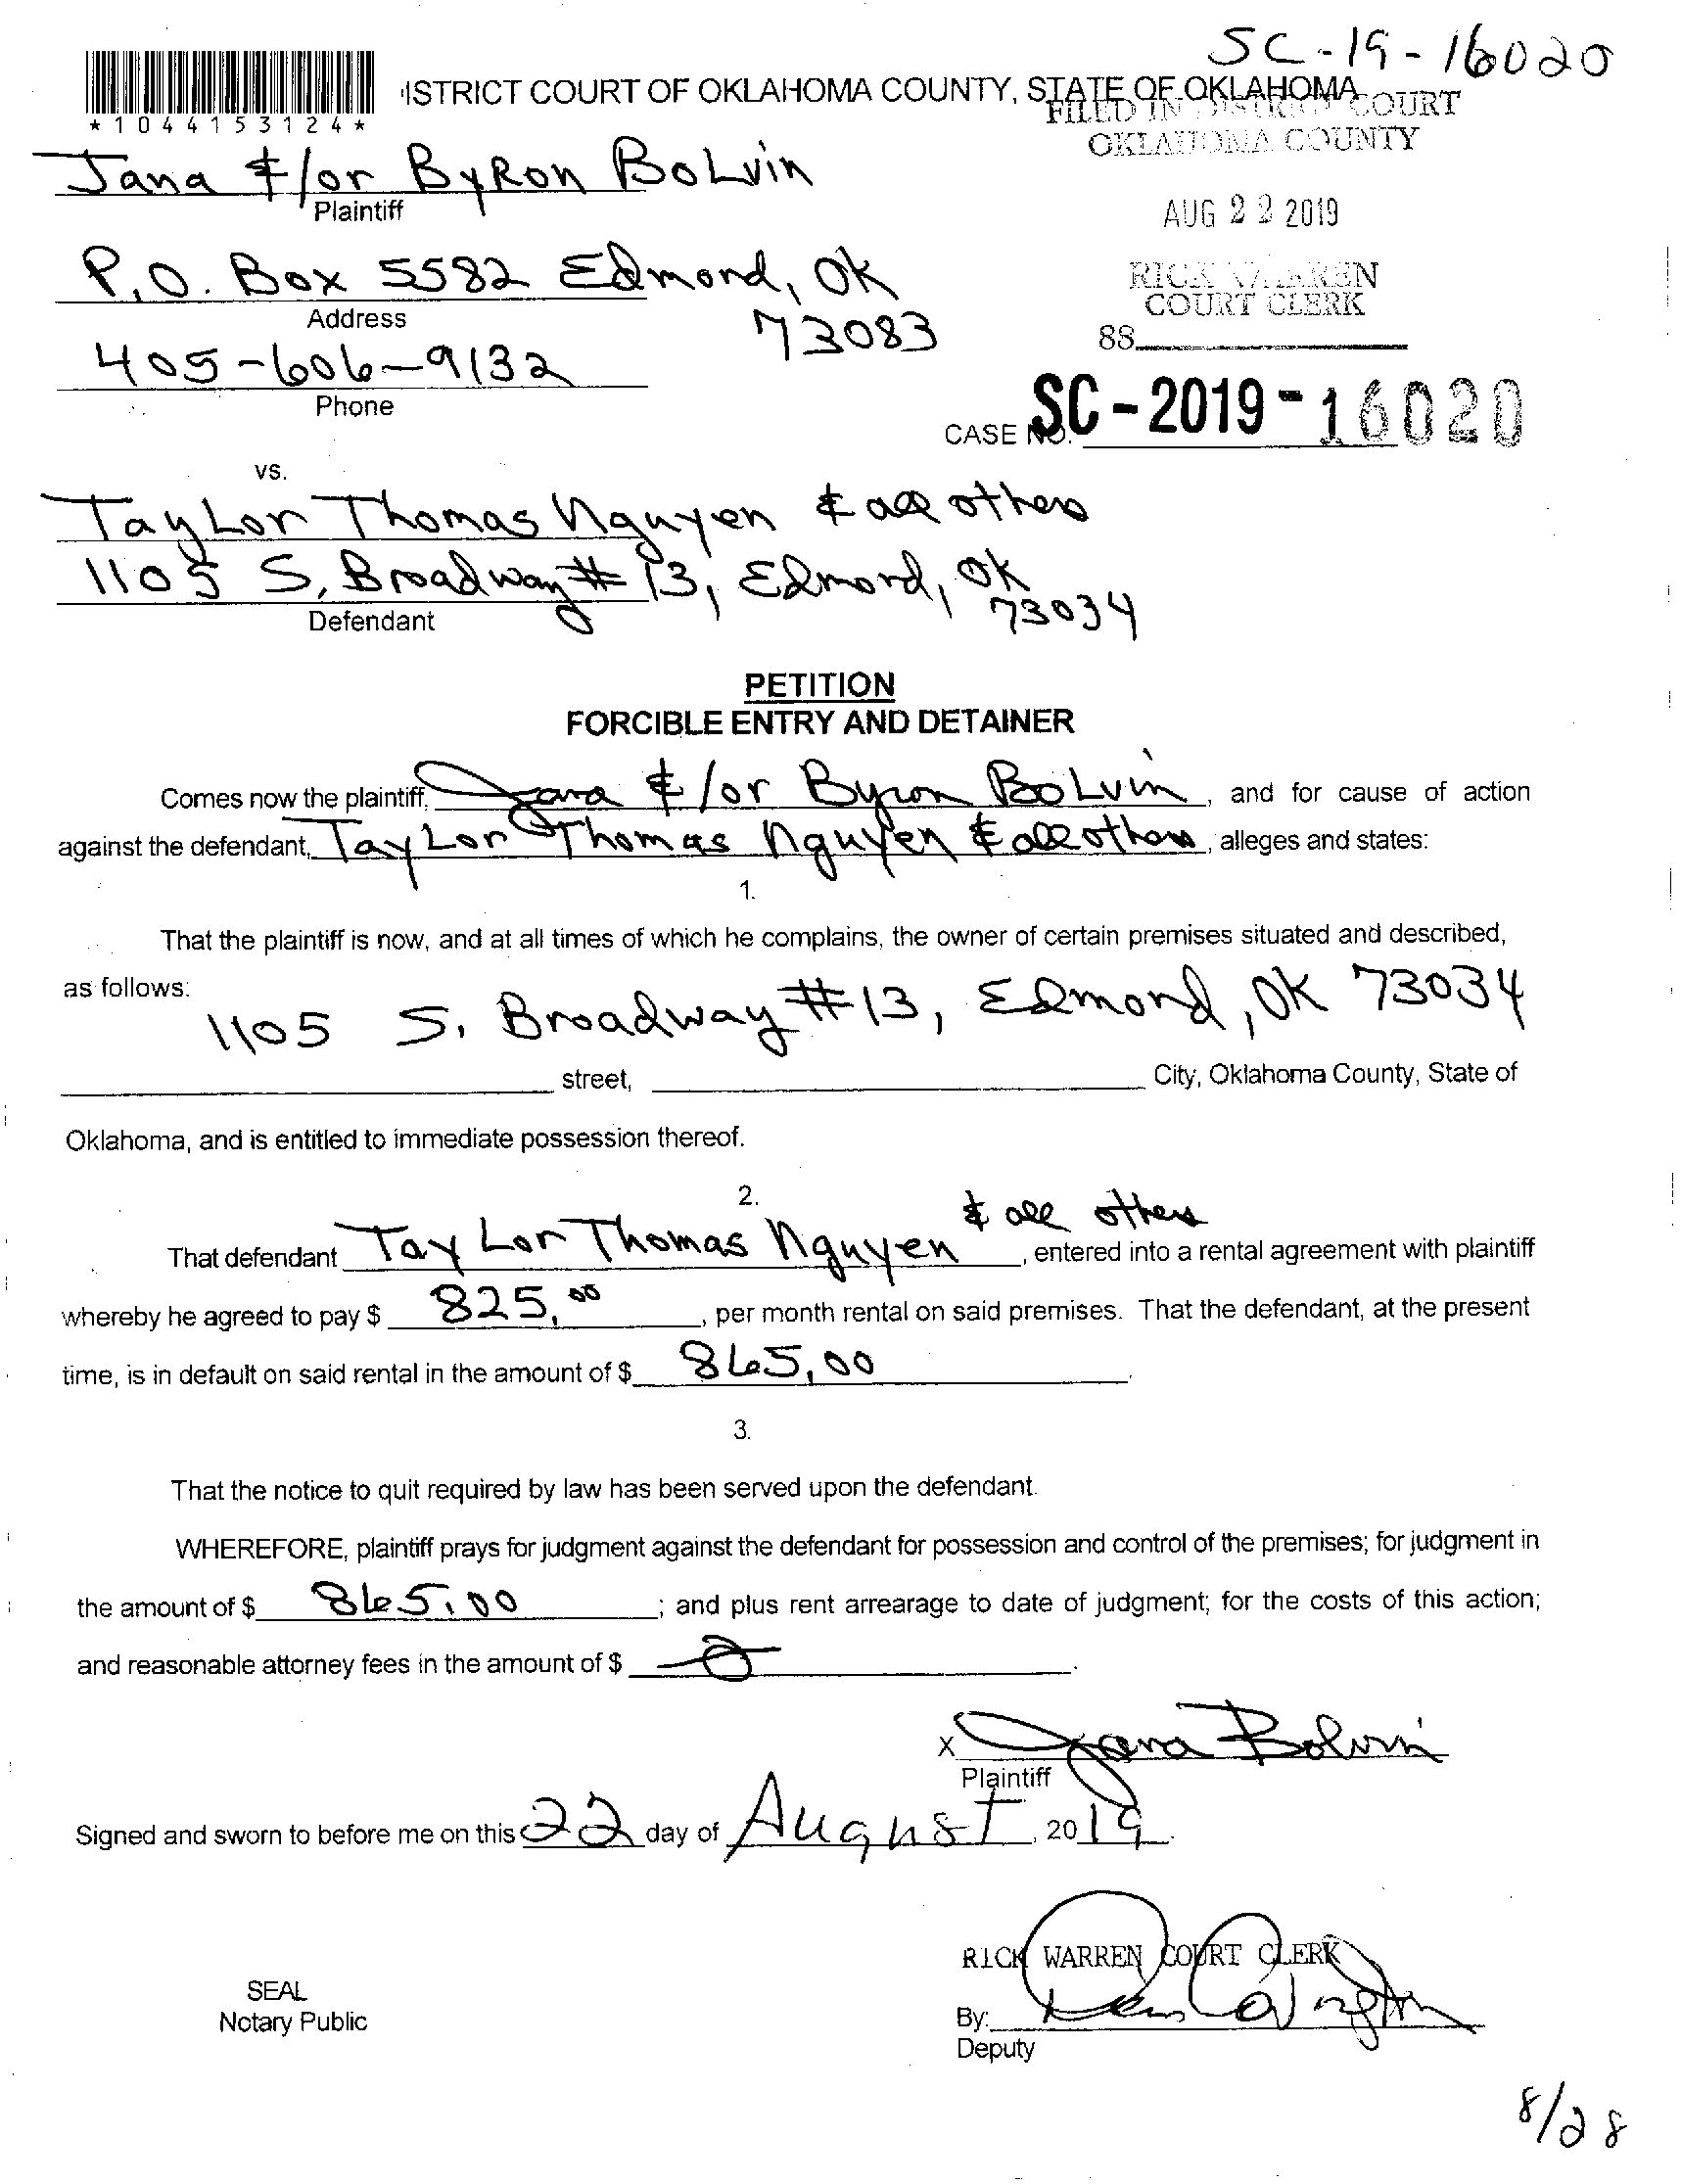 SC-19-16020
ISTRICT COURT OF OKLAHOMA COUNTY, STATE OF OKLAHOMA
*1044153124*
FILED IN DISTRICT COURT
OKLAHOMA COUNTY
Jana &/or Byron BoLvin
Plaintiff
AUG 22 2019
P.O. Box 5582 Edmond, OK
73083
Address
RICK WARREN
COURT CLERK
88
405-606-9132
Phone
CASE NO. SC-2019-16020
vs.
TayLor Thomas Nguyen & all others
1105 S. Broadway #13, Edmond, OK
73034
Defendant
PETITION
FORCIBLE ENTRY AND DETAINER
Comes now the plaintiff, Jana &/or Byron BoLvin, and for cause of action
against the defendant, TayLor Thomas Nguyen & all others, alleges and states:
1.
That the plaintiff is now, and at all times of which he complains, the owner of certain premises situated and described,
as follows:
1105 S. Broadway #13, Edmond, OK 73034
street, City, Oklahoma County, State of
Oklahoma, and is entitled to immediate possession thereof.
2.
& all others
That defendant TayLor Thomas Nguyen, entered into a rental agreement with plaintiff
whereby he agreed to pay $ 825.00, per month rental on said premises. That the defendant, at the present
time, is in default on said rental in the amount of $ 865.00.
3.
That the notice to quit required by law has been served upon the defendant.
WHEREFORE, plaintiff prays for judgment against the defendant for possession and control of the premises; for judgment in
the amount of $ 865.00; and plus rent arrearage to date of judgment; for the costs of this action;
and reasonable attorney fees in the amount of $ 0.
X Jana Bolvin
Plaintiff
Signed and sworn to before me on this 22 day of August, 2019.
RICK WARREN COURT CLERK
SEAL
Notary Public
By:
Deputy
8/28